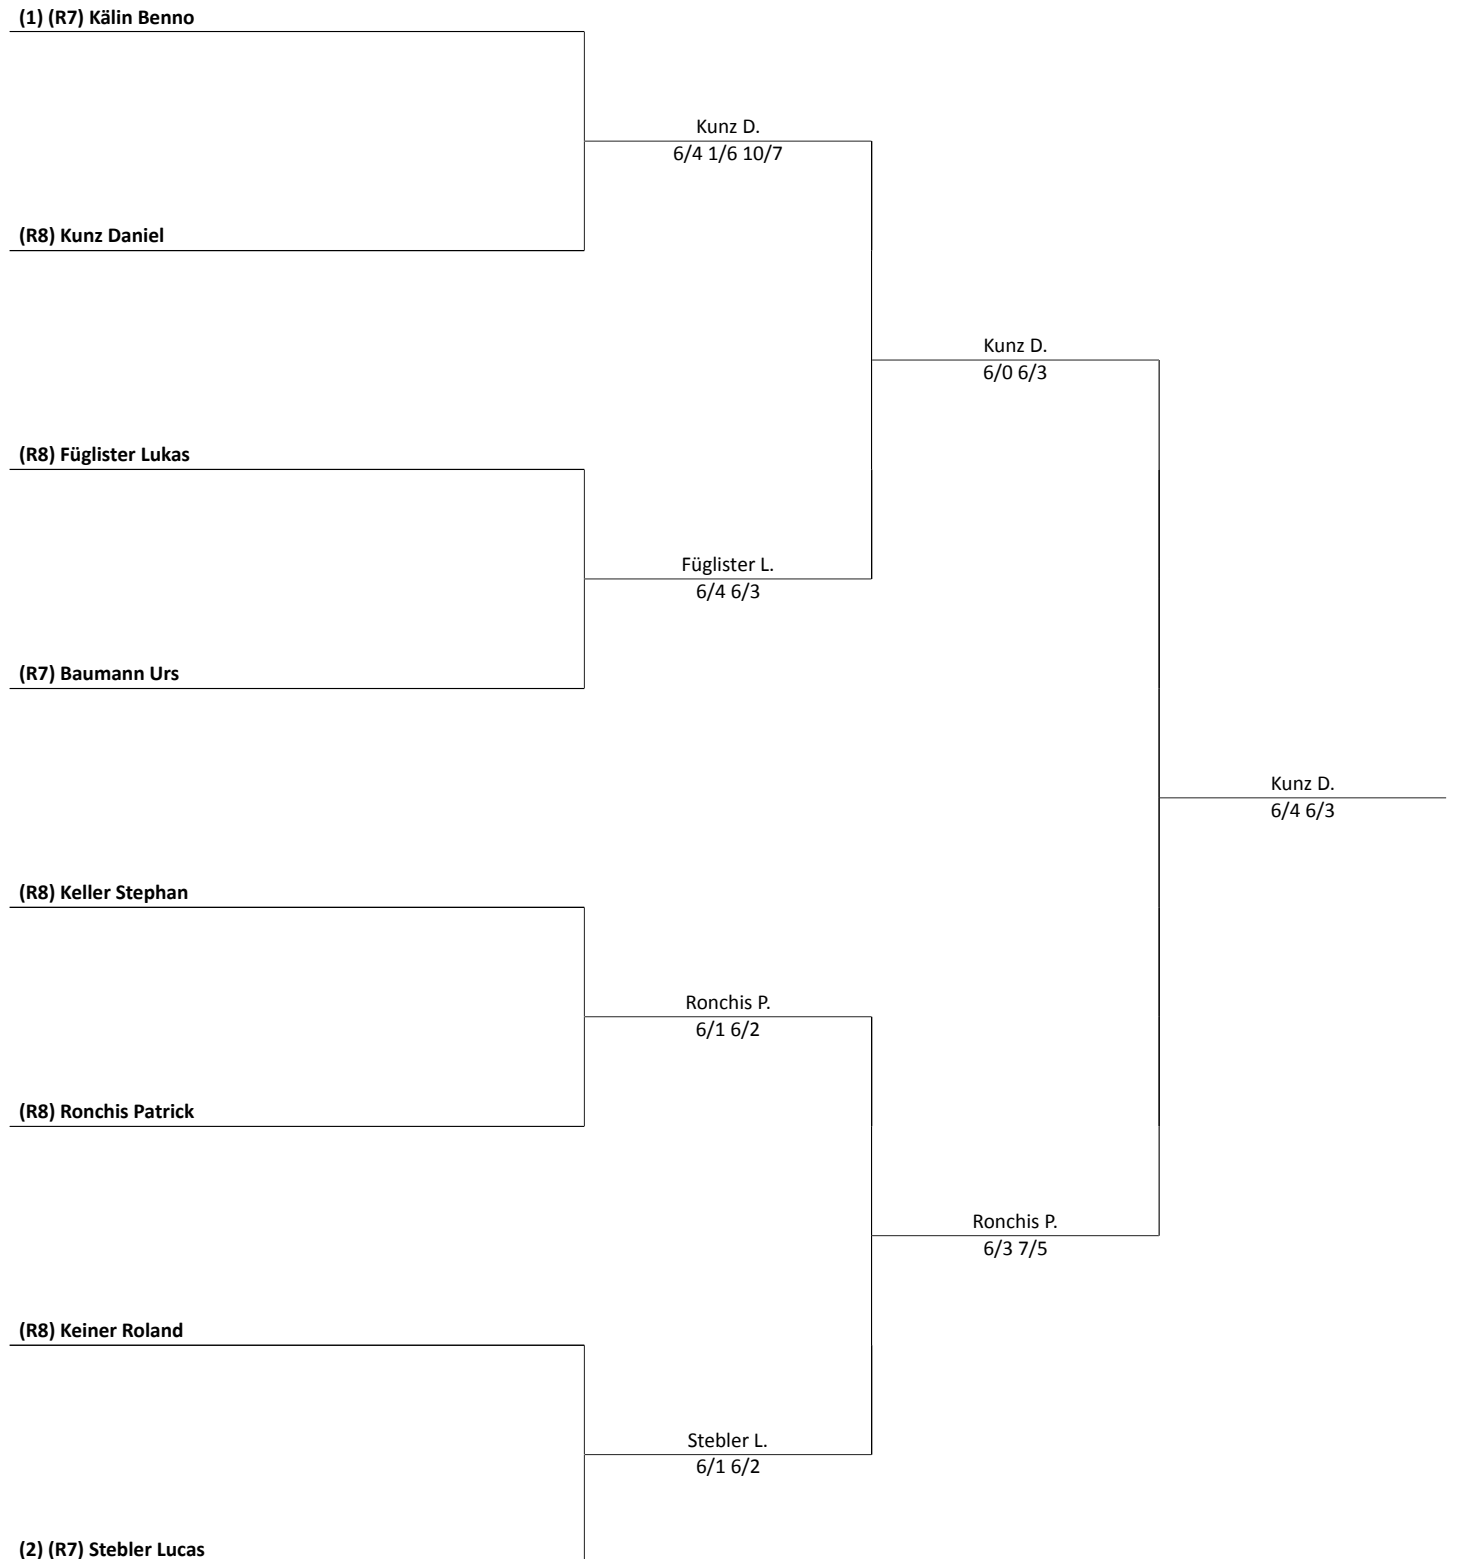 (1) (R7) Kälin Benno
Kunz D.
6/4 1/6 10/7
(R8) Kunz Daniel
Kunz D.
6/0 6/3
(R8) Füglister Lukas
Füglister L.
6/4 6/3
(R7) Baumann Urs
Kunz D.
6/4 6/3
(R8) Keller Stephan
Ronchis P.
6/1 6/2
(R8) Ronchis Patrick
Ronchis P.
6/3 7/5
(R8) Keiner Roland
Stebler L.
6/1 6/2
(2) (R7) Stebler Lucas